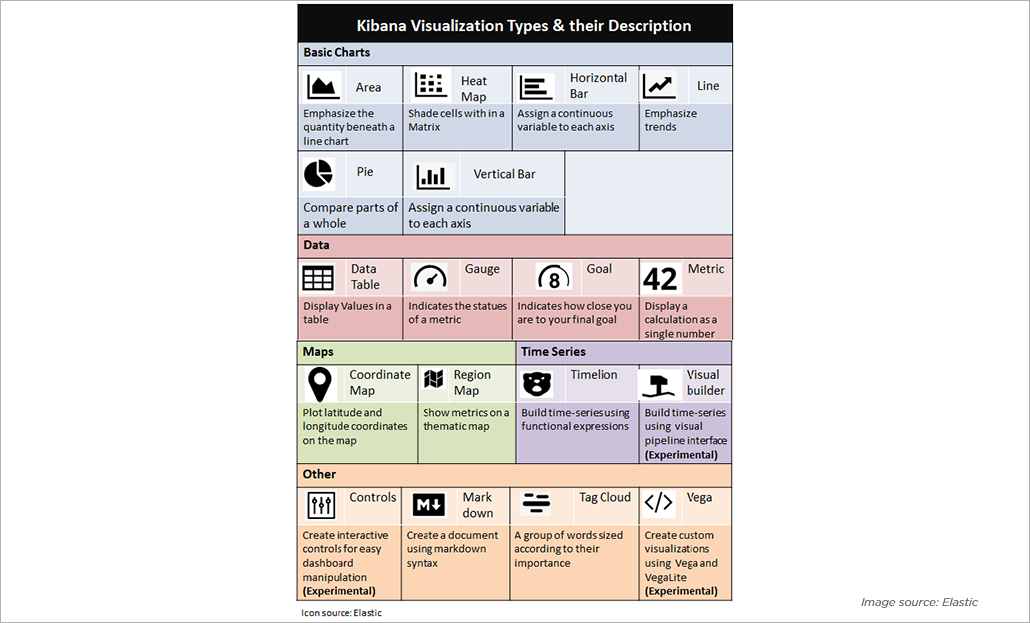 Kibana Visualization Types & their Description
Basic Charts
Area
Heat
Map
Horizontal
Bar
Line
Emphasize the
quantity beneath a
line chart
Shade cells with in a
Matrix
Assign a continuous
variable to each axis
Emphasize
trends
Pie
Vertical Bar
Compare parts of
a whole
Assign a continuous variable
to each axis
Data
Data
Table
Gauge
8
Goal
42
Metric
Display Values in a
table
Indicates the statues
of a metric
Indicates how close you
are to your final goal
Display a
calculation as a
single number
Maps
Time Series
Coordinate
Map
Region
Map
Timelion
Visual
builder
Plot latitude and
longitude coordinates
on the map
Show metrics on a
thematic map
Build time-series using
functional expressions
Build time-series
using visual
pipeline interface
(Experimental)
Other
Controls
M
Mark
down
Tag Cloud
</>
Vega
Create interactive
controls for easy
dashboard
manipulation
(Experimental)
Create a document
using markdown
syntax
A group of words sized
according to their
importance
Create custom
visualizations
using Vega and
VegaLite
(Experimental)
Icon source: Elastic
Image source: Elastic